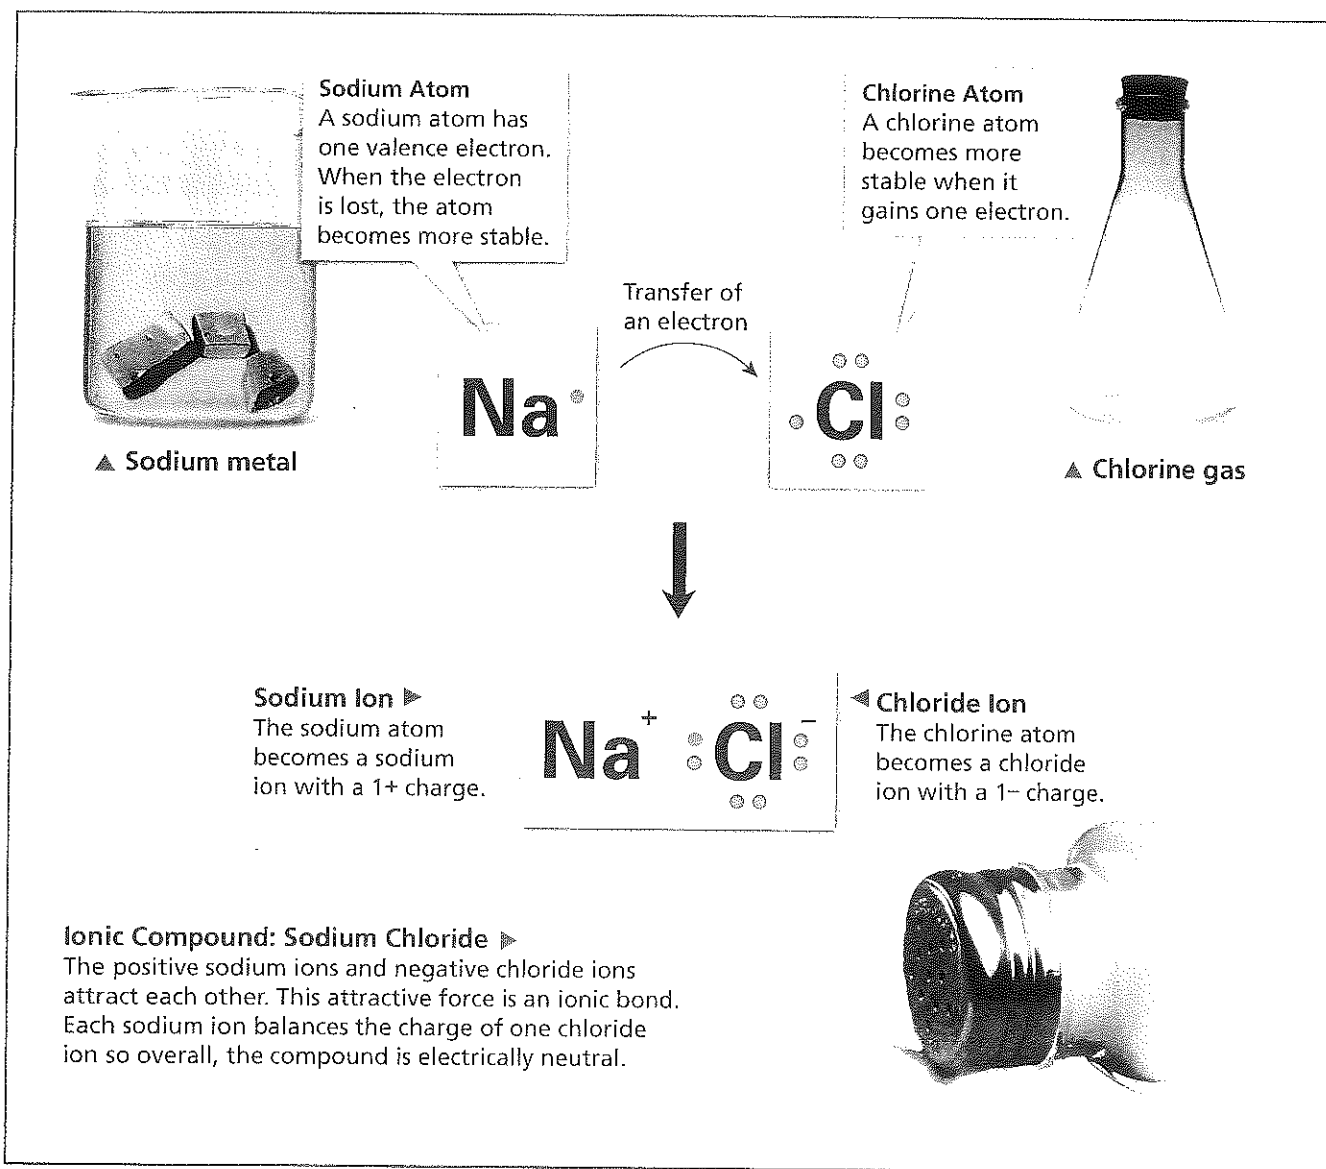 Sodium Atom
A sodium atom has
one valence electron.
When the electron
is lost, the atom
becomes more stable.
Chlorine Atom
A chlorine atom
becomes more
stable when it
gains one electron.
Transfer of
an electron
Na
Cl
▲ Sodium metal
▲ Chlorine gas
Sodium Ion ▶
The sodium atom
becomes a sodium
ion with a 1+ charge.
Na⁺ Cl⁻
◀ Chloride Ion
The chlorine atom
becomes a chloride
ion with a 1– charge.
Ionic Compound: Sodium Chloride ▶
The positive sodium ions and negative chloride ions
attract each other. This attractive force is an ionic bond.
Each sodium ion balances the charge of one chloride
ion so overall, the compound is electrically neutral.